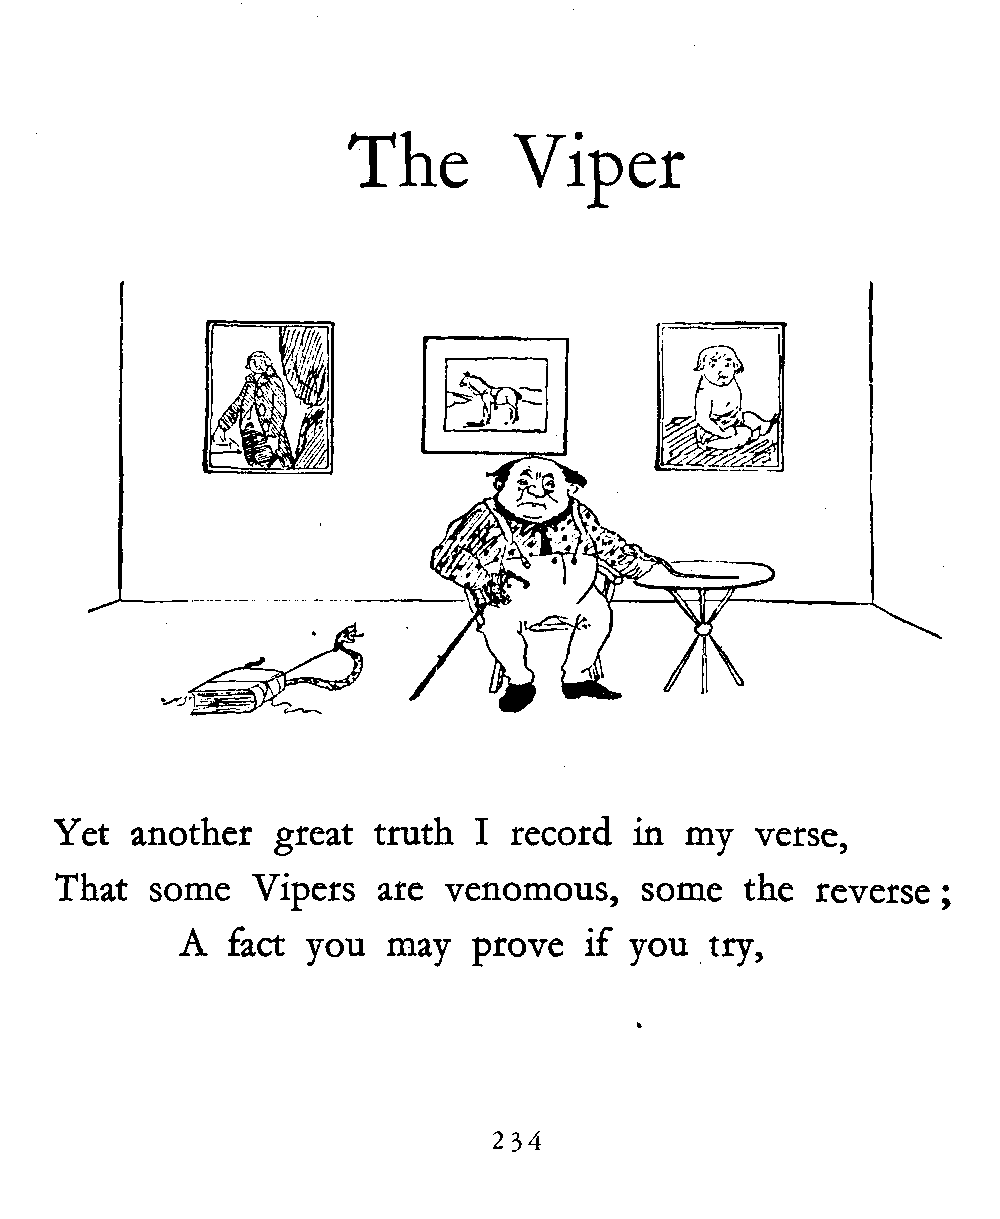 The Viper
Yet another great truth I record in my verse,
That some Vipers are venomous, some the reverse;
A fact you may prove if you try,
234